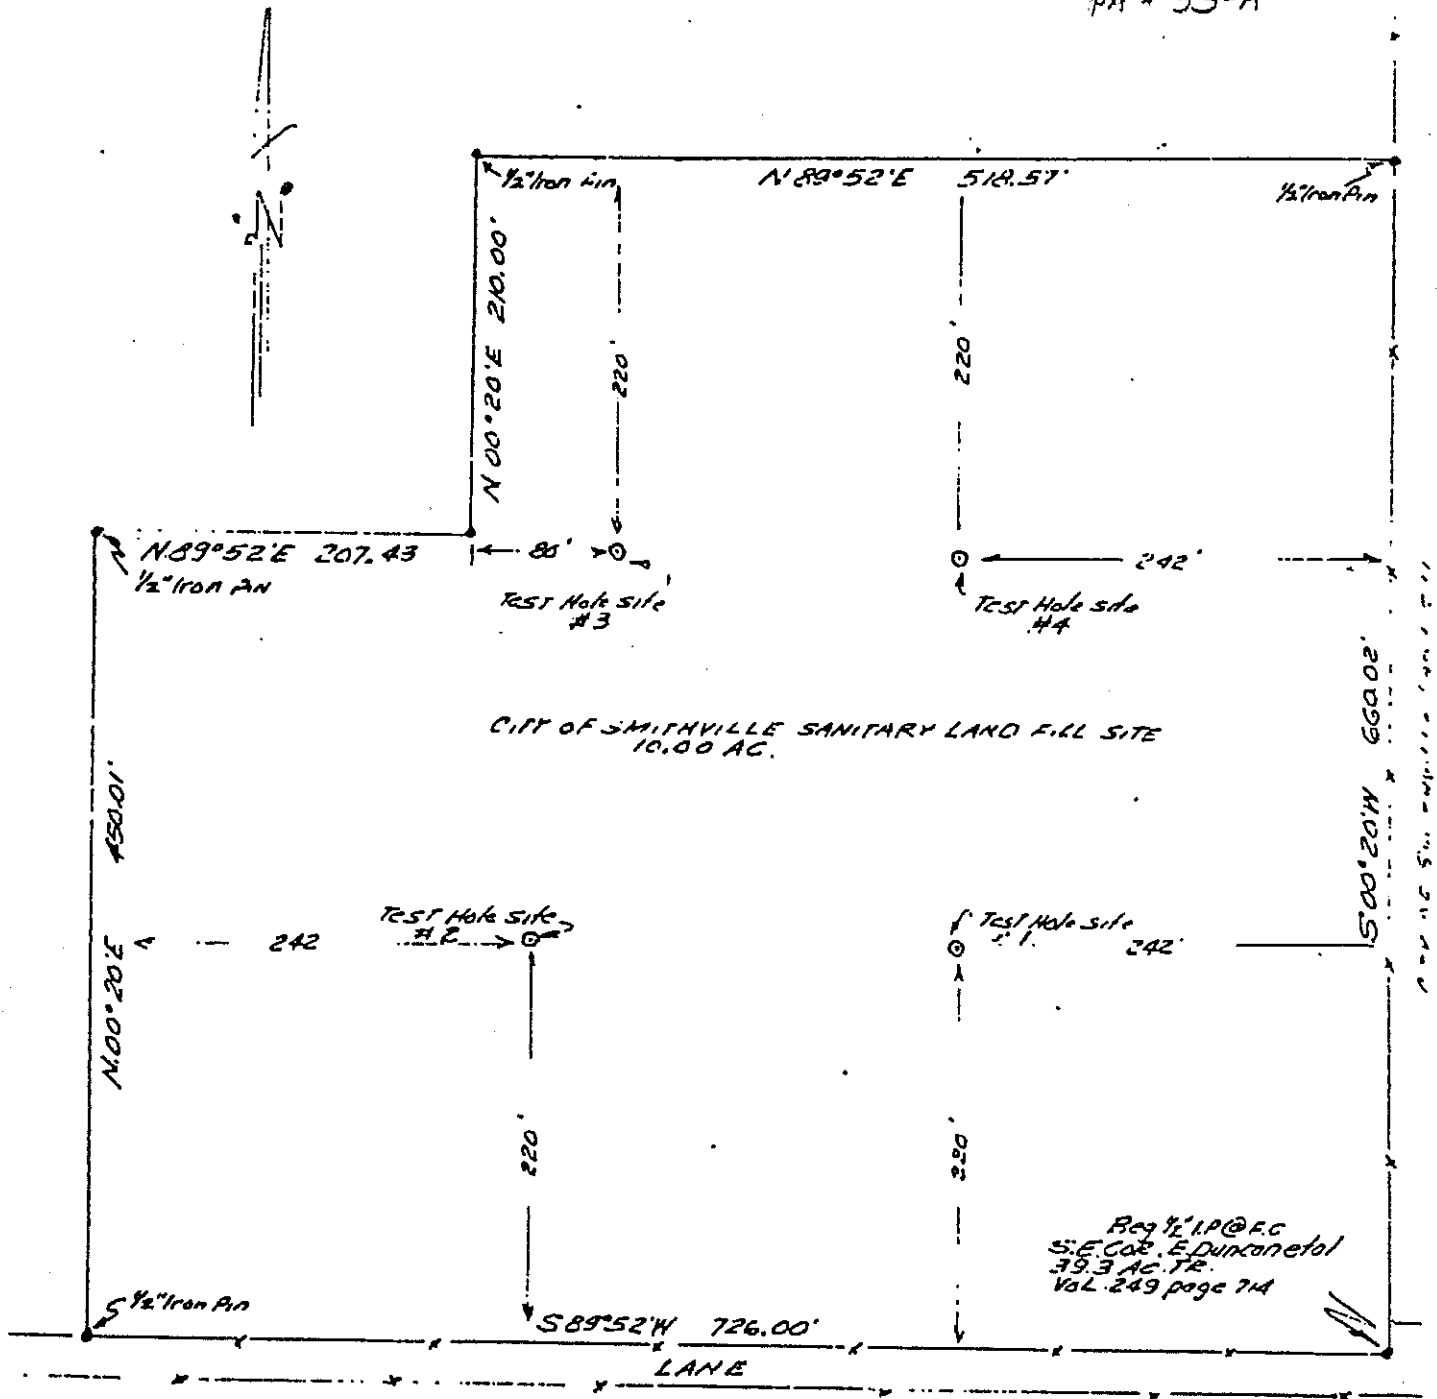 N
1/2" Iron Pin
N 89°52'E 518.57'
1/2" Iron Pin
N 00°20'E 210.00'
220'
220'
N.89°52'E 207.43
1/2" Iron Pin
86'
242'
Test Hole Site
#3
Test Hole Site
#4
CITY OF SMITHVILLE SANITARY LAND FILL SITE
10.00 AC.
S 00°20'W 660.02'
N.00°20'E 450.01'
Test Hole Site
#2
242
Test Hole Site
#1.
242'
220'
220'
Beg 1/2" I.P @ F.C
S.E. COR. E. Duncan etal
39.3 AC. TR.
VOL. 249 page 714
1/2" Iron Pin
S 89°52'W 726.00'
LANE